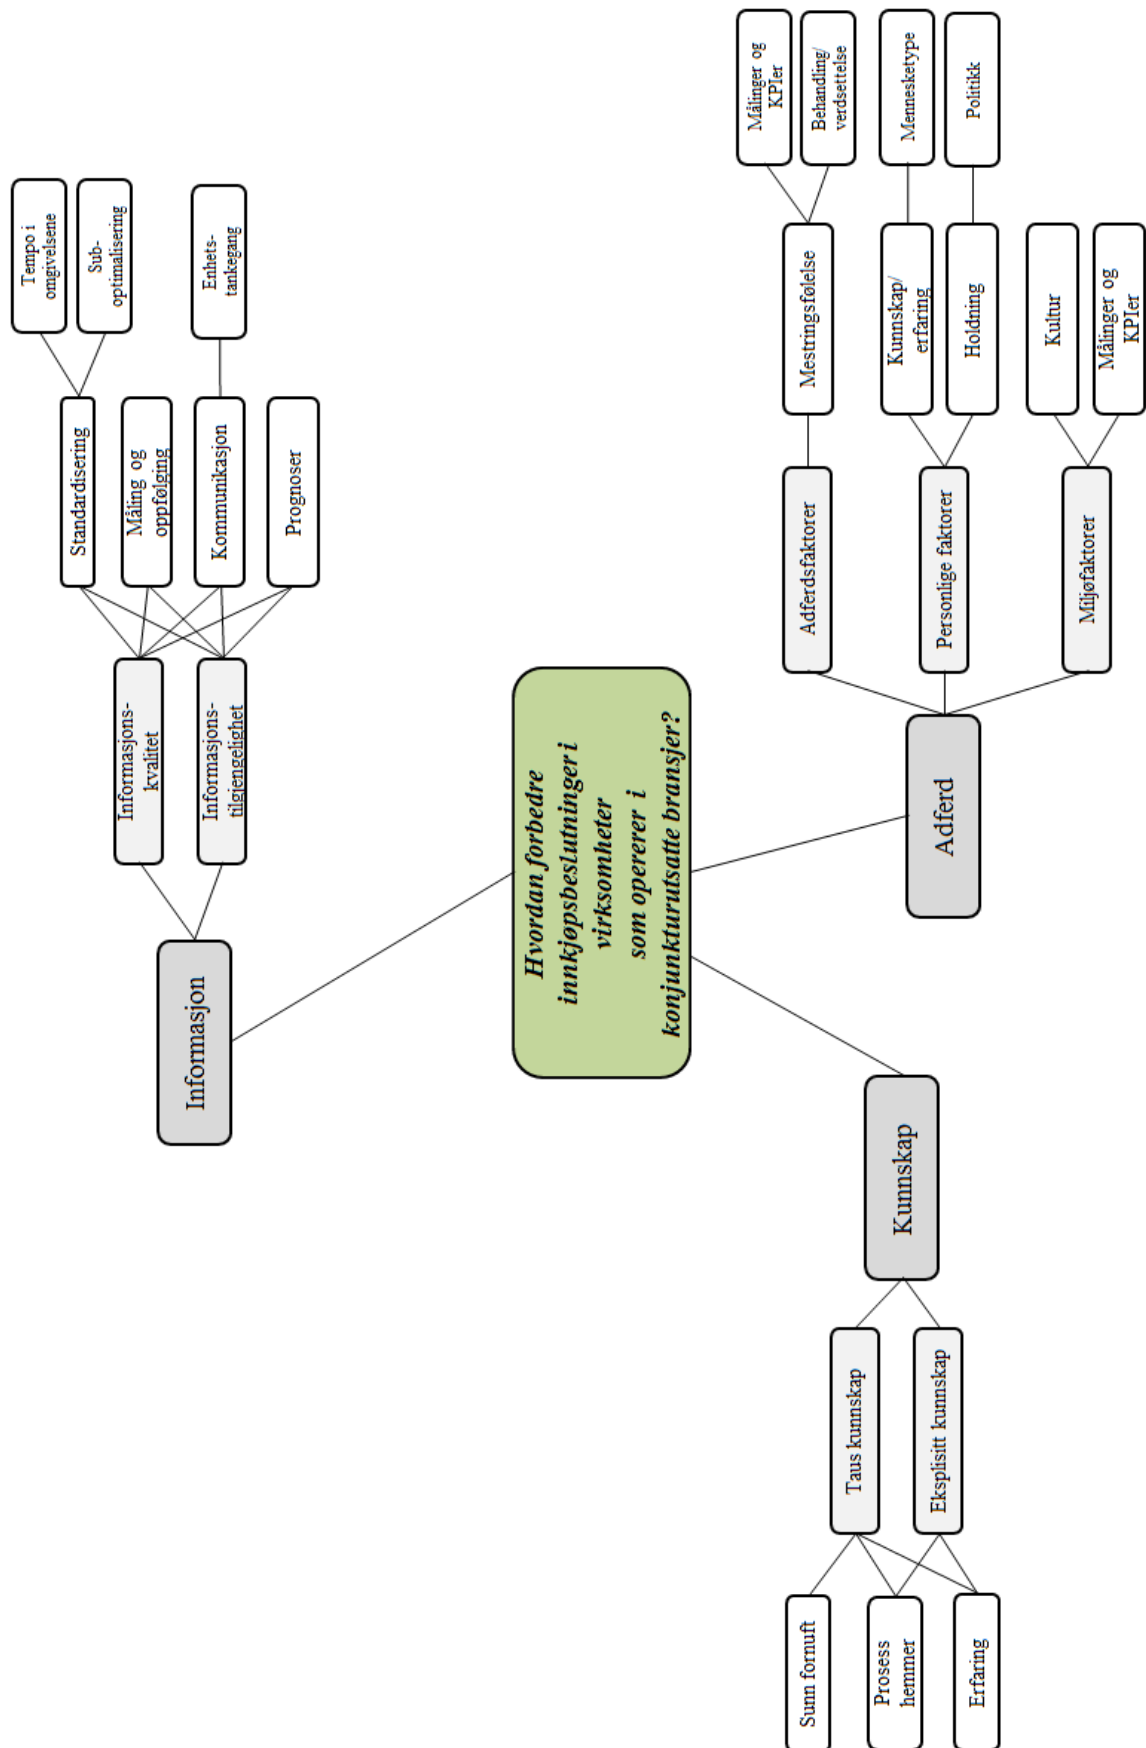 Hvordan forbedre
innkjøpsbeslutninger i
virksomheter
som opererer i
konjunkturutsatte bransjer?
Informasjon
Informasjons-
kvalitet
Informasjons-
tilgjengelighet
Standardisering
Måling og
oppfølging
Kommunikasjon
Prognoser
Tempo i
omgivelsene
Sub-
optimalisering
Enhets-
tankegang
Kunnskap
Taus kunnskap
Eksplisitt kunnskap
Sunn fornuft
Prosess
hemmer
Erfaring
Adferd
Adferdsfaktorer
Personlige faktorer
Miljøfaktorer
Mestringsfølelse
Kunnskap/
erfaring
Holdning
Kultur
Målinger og
KPIer
Målinger og
KPIer
Behandling/
verdsettelse
Mennesketype
Politikk